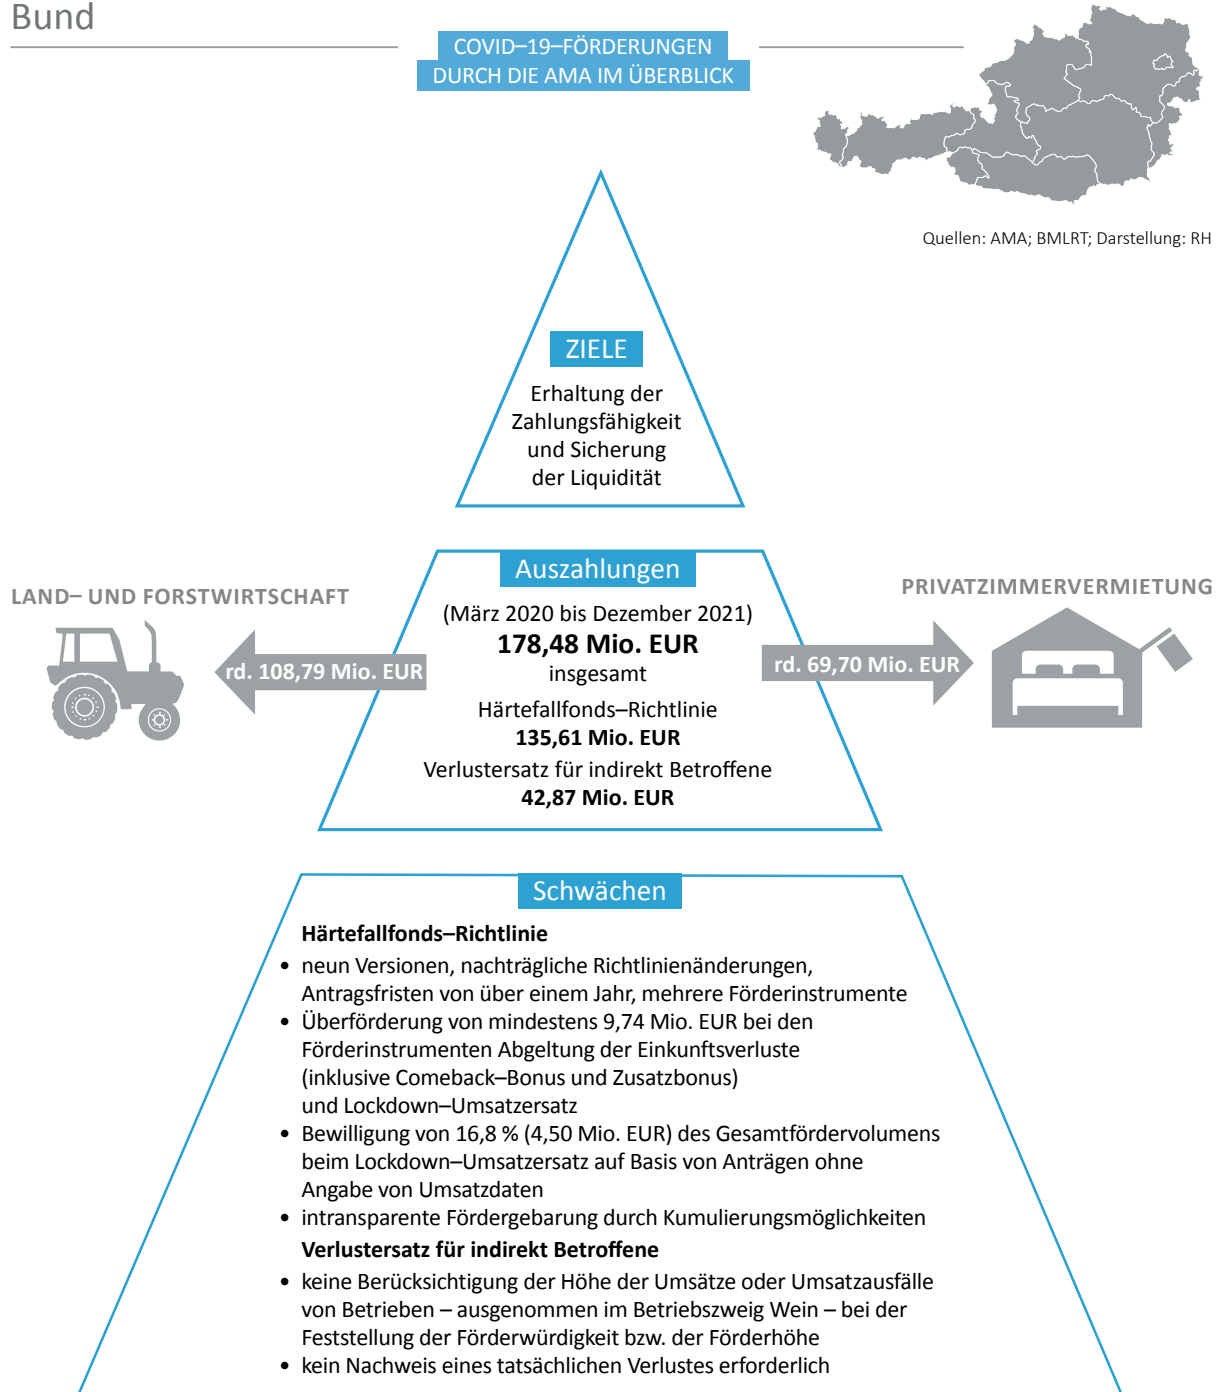 Bund
COVID–19–FÖRDERUNGEN
DURCH DIE AMA IM ÜBERBLICK
Quellen: AMA; BMLRT; Darstellung: RH
ZIELE
Erhaltung der
Zahlungsfähigkeit
und Sicherung
der Liquidität
LAND– UND FORSTWIRTSCHAFT
rd. 108,79 Mio. EUR
Auszahlungen
(März 2020 bis Dezember 2021)
178,48 Mio. EUR
insgesamt
Härtefallfonds–Richtlinie
135,61 Mio. EUR
Verlustersatz für indirekt Betroffene
42,87 Mio. EUR
PRIVATZIMMERVERMIETUNG
rd. 69,70 Mio. EUR
Schwächen
Härtefallfonds–Richtlinie
• neun Versionen, nachträgliche Richtlinienänderungen,
Antragsfristen von über einem Jahr, mehrere Förderinstrumente
• Überförderung von mindestens 9,74 Mio. EUR bei den
Förderinstrumenten Abgeltung der Einkunftsverluste
(inklusive Comeback–Bonus und Zusatzbonus)
und Lockdown–Umsatzersatz
• Bewilligung von 16,8 % (4,50 Mio. EUR) des Gesamtfördervolumens
beim Lockdown–Umsatzersatz auf Basis von Anträgen ohne
Angabe von Umsatzdaten
• intransparente Fördergebarung durch Kumulierungsmöglichkeiten
Verlustersatz für indirekt Betroffene
• keine Berücksichtigung der Höhe der Umsätze oder Umsatzausfälle
von Betrieben – ausgenommen im Betriebszweig Wein – bei der
Feststellung der Förderwürdigkeit bzw. der Förderhöhe
• kein Nachweis eines tatsächlichen Verlustes erforderlich